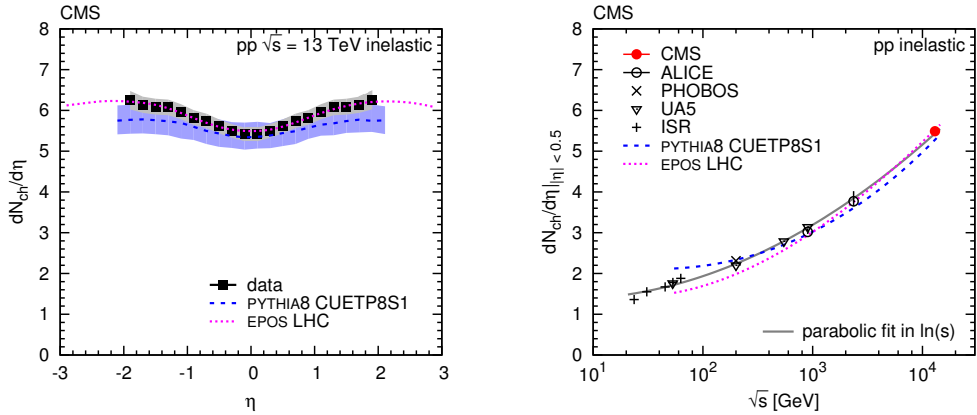 CMS
pp √s = 13 TeV inelastic
8
7
6
5
4
3
2
1
0
dN_ch/dη
data
PYTHIA8 CUETP8S1
EPOS LHC
-3 -2 -1 0 1 2 3
η
CMS
pp inelastic
8
7
6
5
4
3
2
1
0
dN_ch/dη|_|η| < 0.5
CMS
ALICE
PHOBOS
UA5
ISR
PYTHIA8 CUETP8S1
EPOS LHC
parabolic fit in ln(s)
10^1 10^2 10^3 10^4
√s [GeV]